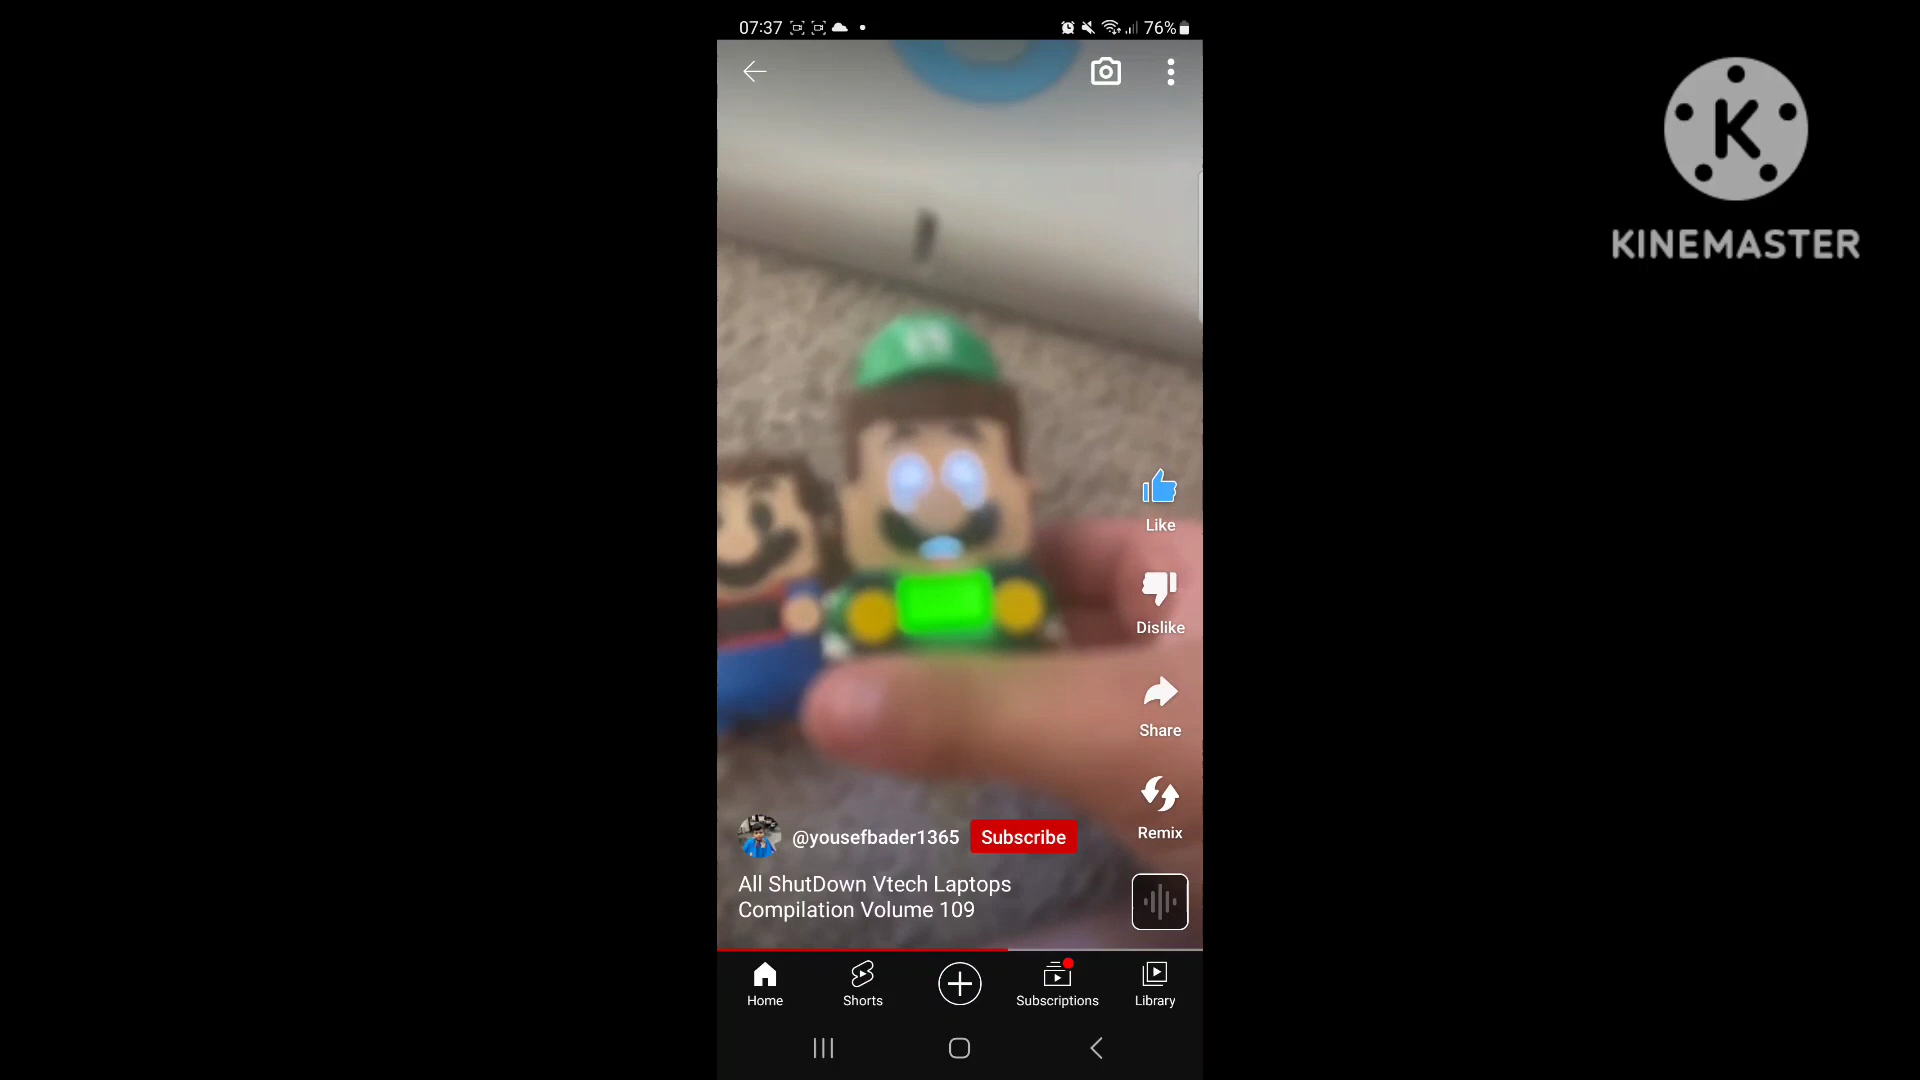 07:37
76%
K
KINEMASTER
Like
Dislike
Share
Remix
@yousefbader1365
Subscribe
All ShutDown Vtech Laptops
Compilation Volume 109
Home
Shorts
Subscriptions
Library